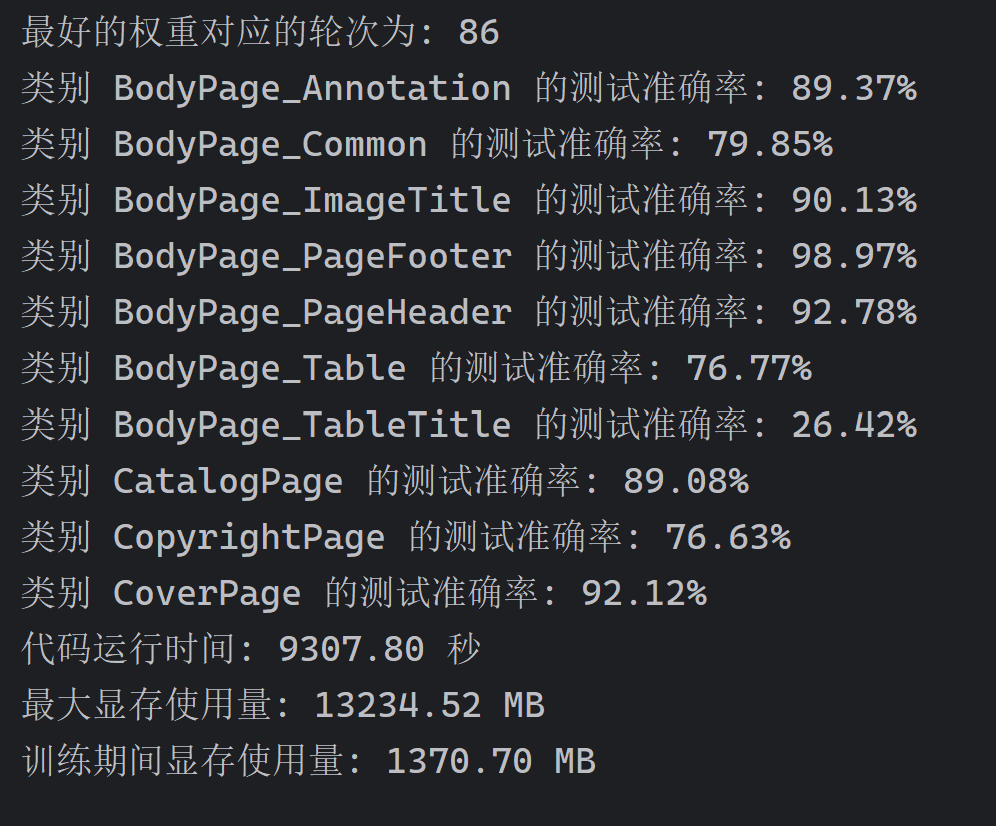 最好的权重对应的轮次为: 86
类别 BodyPage_Annotation 的测试准确率: 89.37%
类别 BodyPage_Common 的测试准确率: 79.85%
类别 BodyPage_ImageTitle 的测试准确率: 90.13%
类别 BodyPage_PageFooter 的测试准确率: 98.97%
类别 BodyPage_PageHeader 的测试准确率: 92.78%
类别 BodyPage_Table 的测试准确率: 76.77%
类别 BodyPage_TableTitle 的测试准确率: 26.42%
类别 CatalogPage 的测试准确率: 89.08%
类别 CopyrightPage 的测试准确率: 76.63%
类别 CoverPage 的测试准确率: 92.12%
代码运行时间: 9307.80 秒
最大显存使用量: 13234.52 MB
训练期间显存使用量: 1370.70 MB